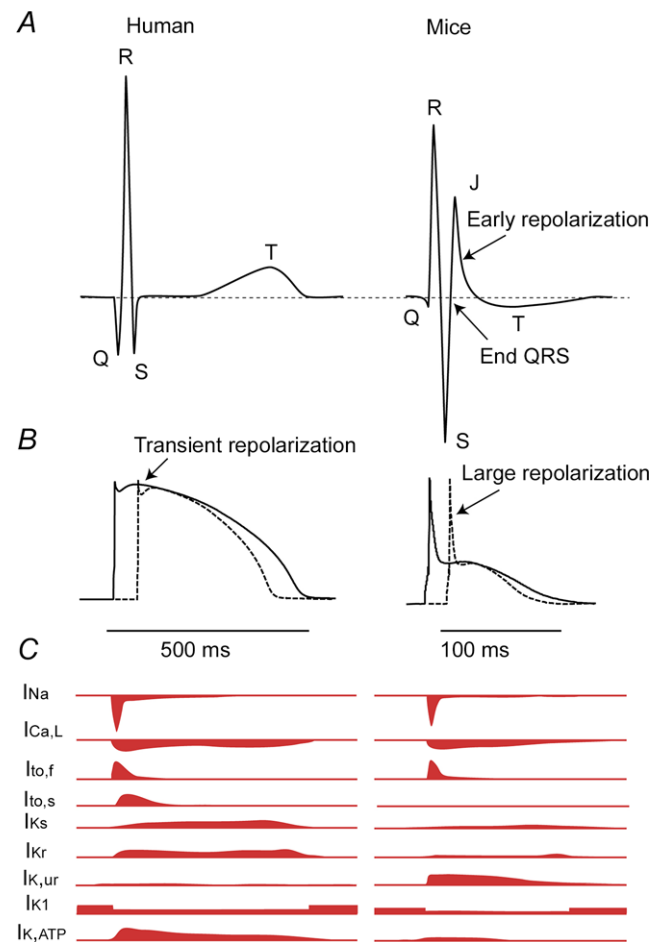 A
Human
Mice
R
R
J
Early repolarization
T
Q
T
Q
S
End QRS
S
B
Transient repolarization
Large repolarization
500 ms
100 ms
C
INa
ICa,L
Ito,f
Ito,s
IKs
IKr
IK,ur
IK1
IK,ATP